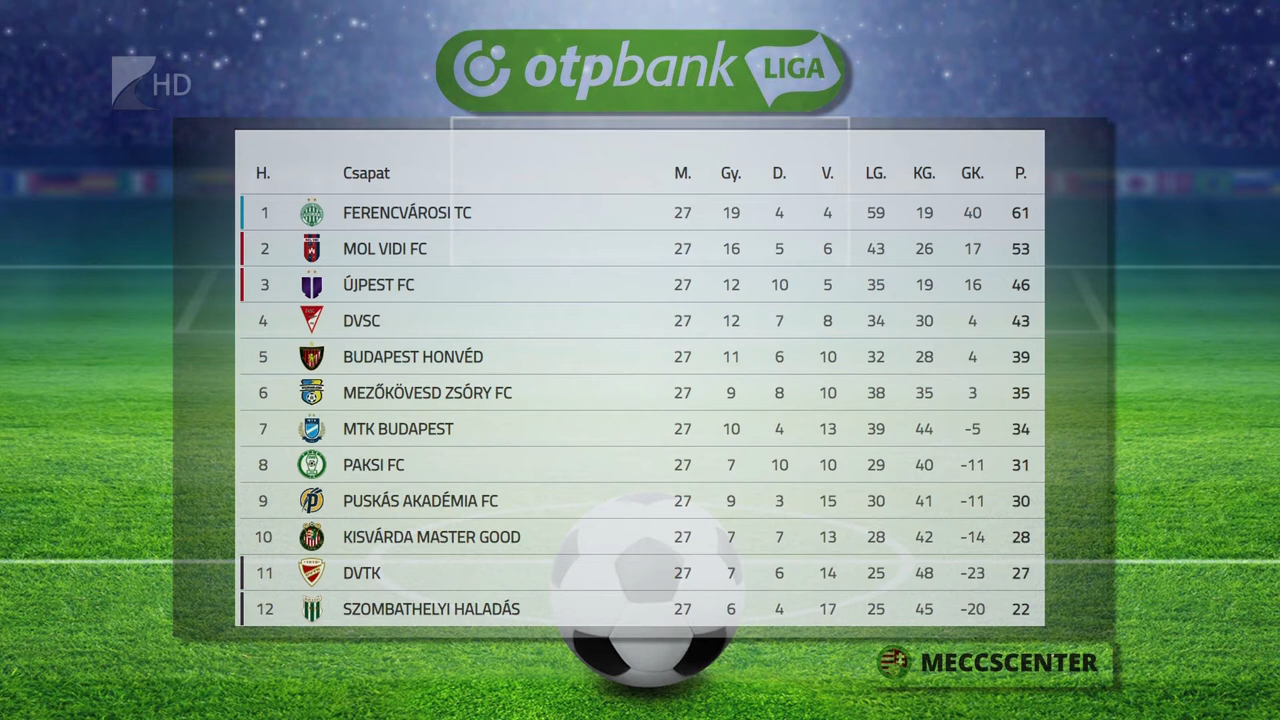 otpbank LIGA
HD
H. Csapat M. Gy. D. V. LG. KG. GK. P.
1 FERENCVÁROSI TC 27 19 4 4 59 19 40 61
2 MOL VIDI FC 27 16 5 6 43 26 17 53
3 ÚJPEST FC 27 12 10 5 35 19 16 46
4 DVSC 27 12 7 8 34 30 4 43
5 BUDAPEST HONVÉD 27 11 6 10 32 28 4 39
6 MEZŐKÖVESD ZSÓRY FC 27 9 8 10 38 35 3 35
7 MTK BUDAPEST 27 10 4 13 39 44 -5 34
8 PAKSI FC 27 7 10 10 29 40 -11 31
9 PUSKÁS AKADÉMIA FC 27 9 3 15 30 41 -11 30
10 KISVÁRDA MASTER GOOD 27 7 7 13 28 42 -14 28
11 DVTK 27 7 6 14 25 48 -23 27
12 SZOMBATHELYI HALADÁS 27 6 4 17 25 45 -20 22
MECCSCENTER